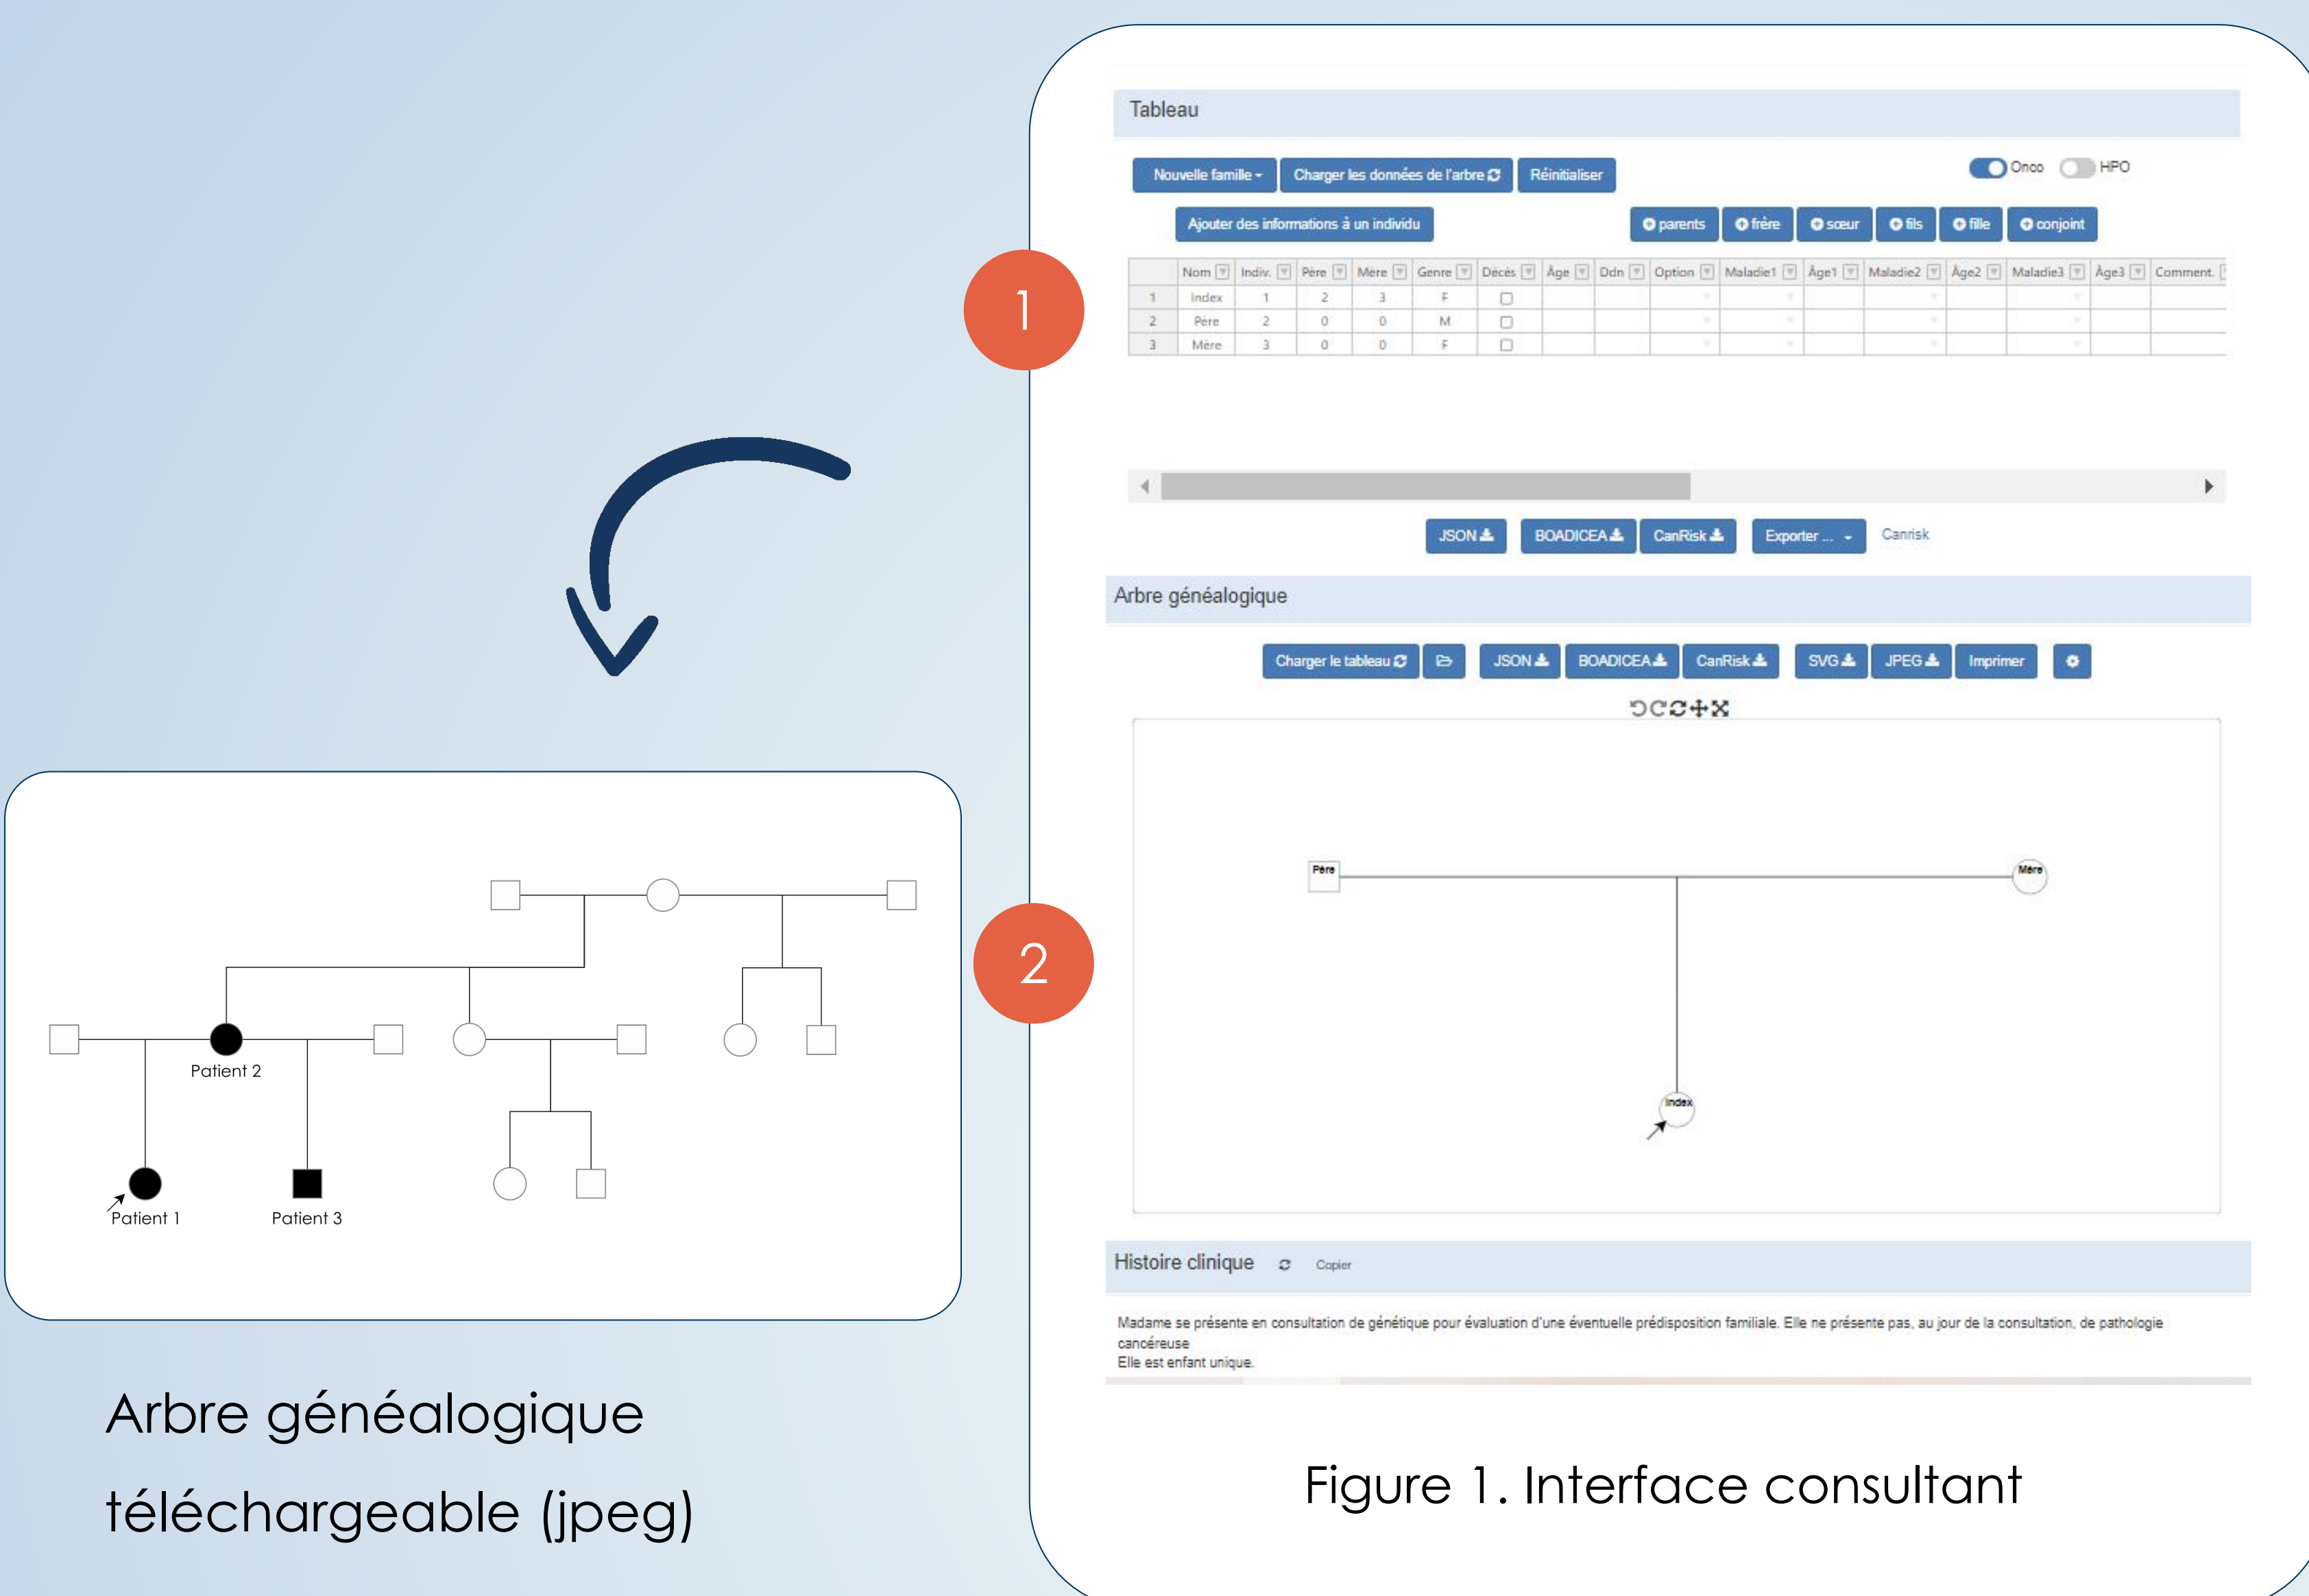 Tableau
Nouvelle famille Charger les données de l'arbre Réinitialiser Onco HPO
Ajouter des informations à un individu parents frère sœur fils fille conjoint
Nom Indiv. Père Mère Genre Décès Âge Ddn Option Maladie1 Âge1 Maladie2 Âge2 Maladie3 Âge3 Comment.
1 Index 1 2 3 F
2 Père 2 0 0 M
3 Mère 3 0 0 F
1
JSON BOADICEA CanRisk Exporter ... Canrisk
Arbre généalogique
Charger le tableau JSON BOADICEA CanRisk SVG JPEG Imprimer
Père Mère
Index
2
Histoire clinique Copier
Madame se présente en consultation de génétique pour évaluation d'une éventuelle prédisposition familiale. Elle ne présente pas, au jour de la consultation, de pathologie
cancéreuse
Elle est enfant unique.
Figure 1. Interface consultant
Patient 2
Patient 1 Patient 3
Arbre généalogique
téléchargeable (jpeg)